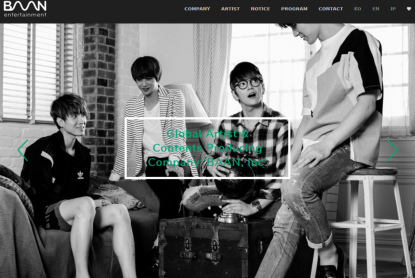 BAAN
entertainment
COMPANY ARTIST NOTICE PROGRAM CONTACT KO EN JP
Global Artist &
Contents Producing
Company, BAAN, Inc.